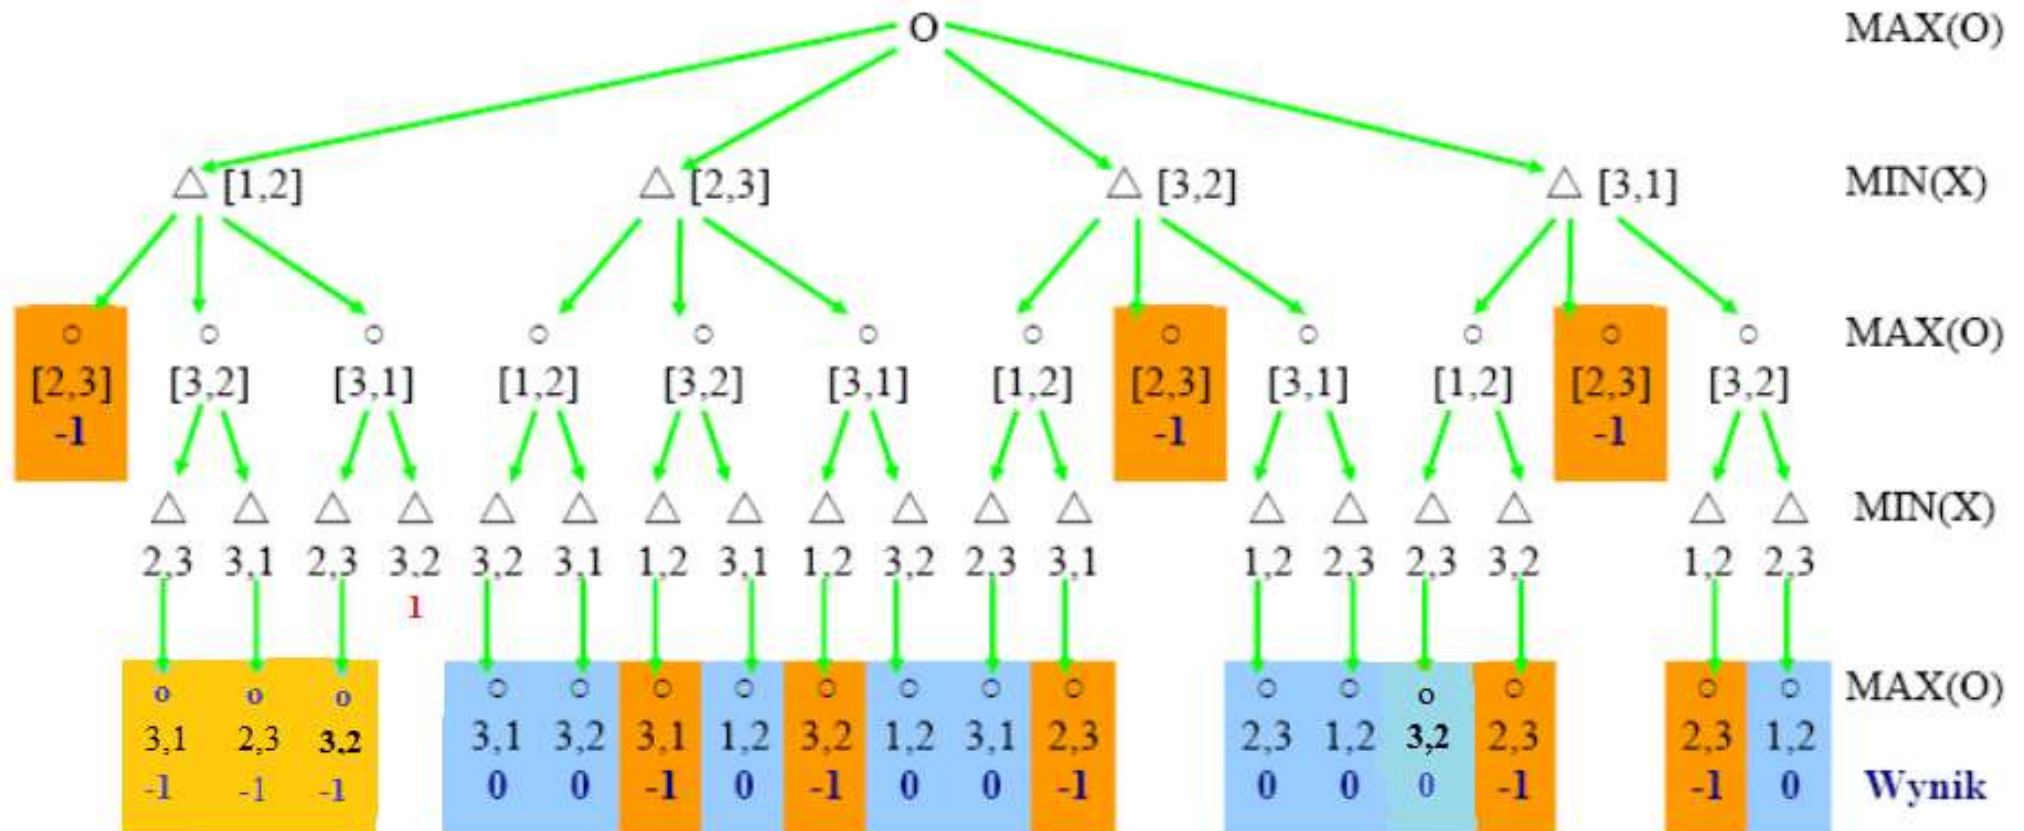 O MAX(O)
[1,2] [2,3] [3,2] [3,1] MIN(X)
○ ○ ○ ○ ○ ○ ○ ○ ○ ○ ○ ○ MAX(O)
[2,3] [3,2] [3,1] [1,2] [3,2] [3,1] [1,2] [2,3] [3,1] [1,2] [2,3] [3,2]
-1 -1 -1
MIN(X)
2,3 3,1 2,3 3,2 3,2 3,1 1,2 3,1 1,2 3,2 2,3 3,1 1,2 2,3 2,3 3,2 1,2 2,3
1
o o o ○ ○ ○ ○ ○ ○ ○ ○ ○ ○ o ○ ○ ○ MAX(O)
3,1 2,3 3,2 3,1 3,2 3,1 1,2 3,2 1,2 3,1 2,3 2,3 1,2 3,2 2,3 2,3 1,2
-1 -1 -1 0 0 -1 0 -1 0 0 -1 0 0 0 -1 -1 0 Wynik